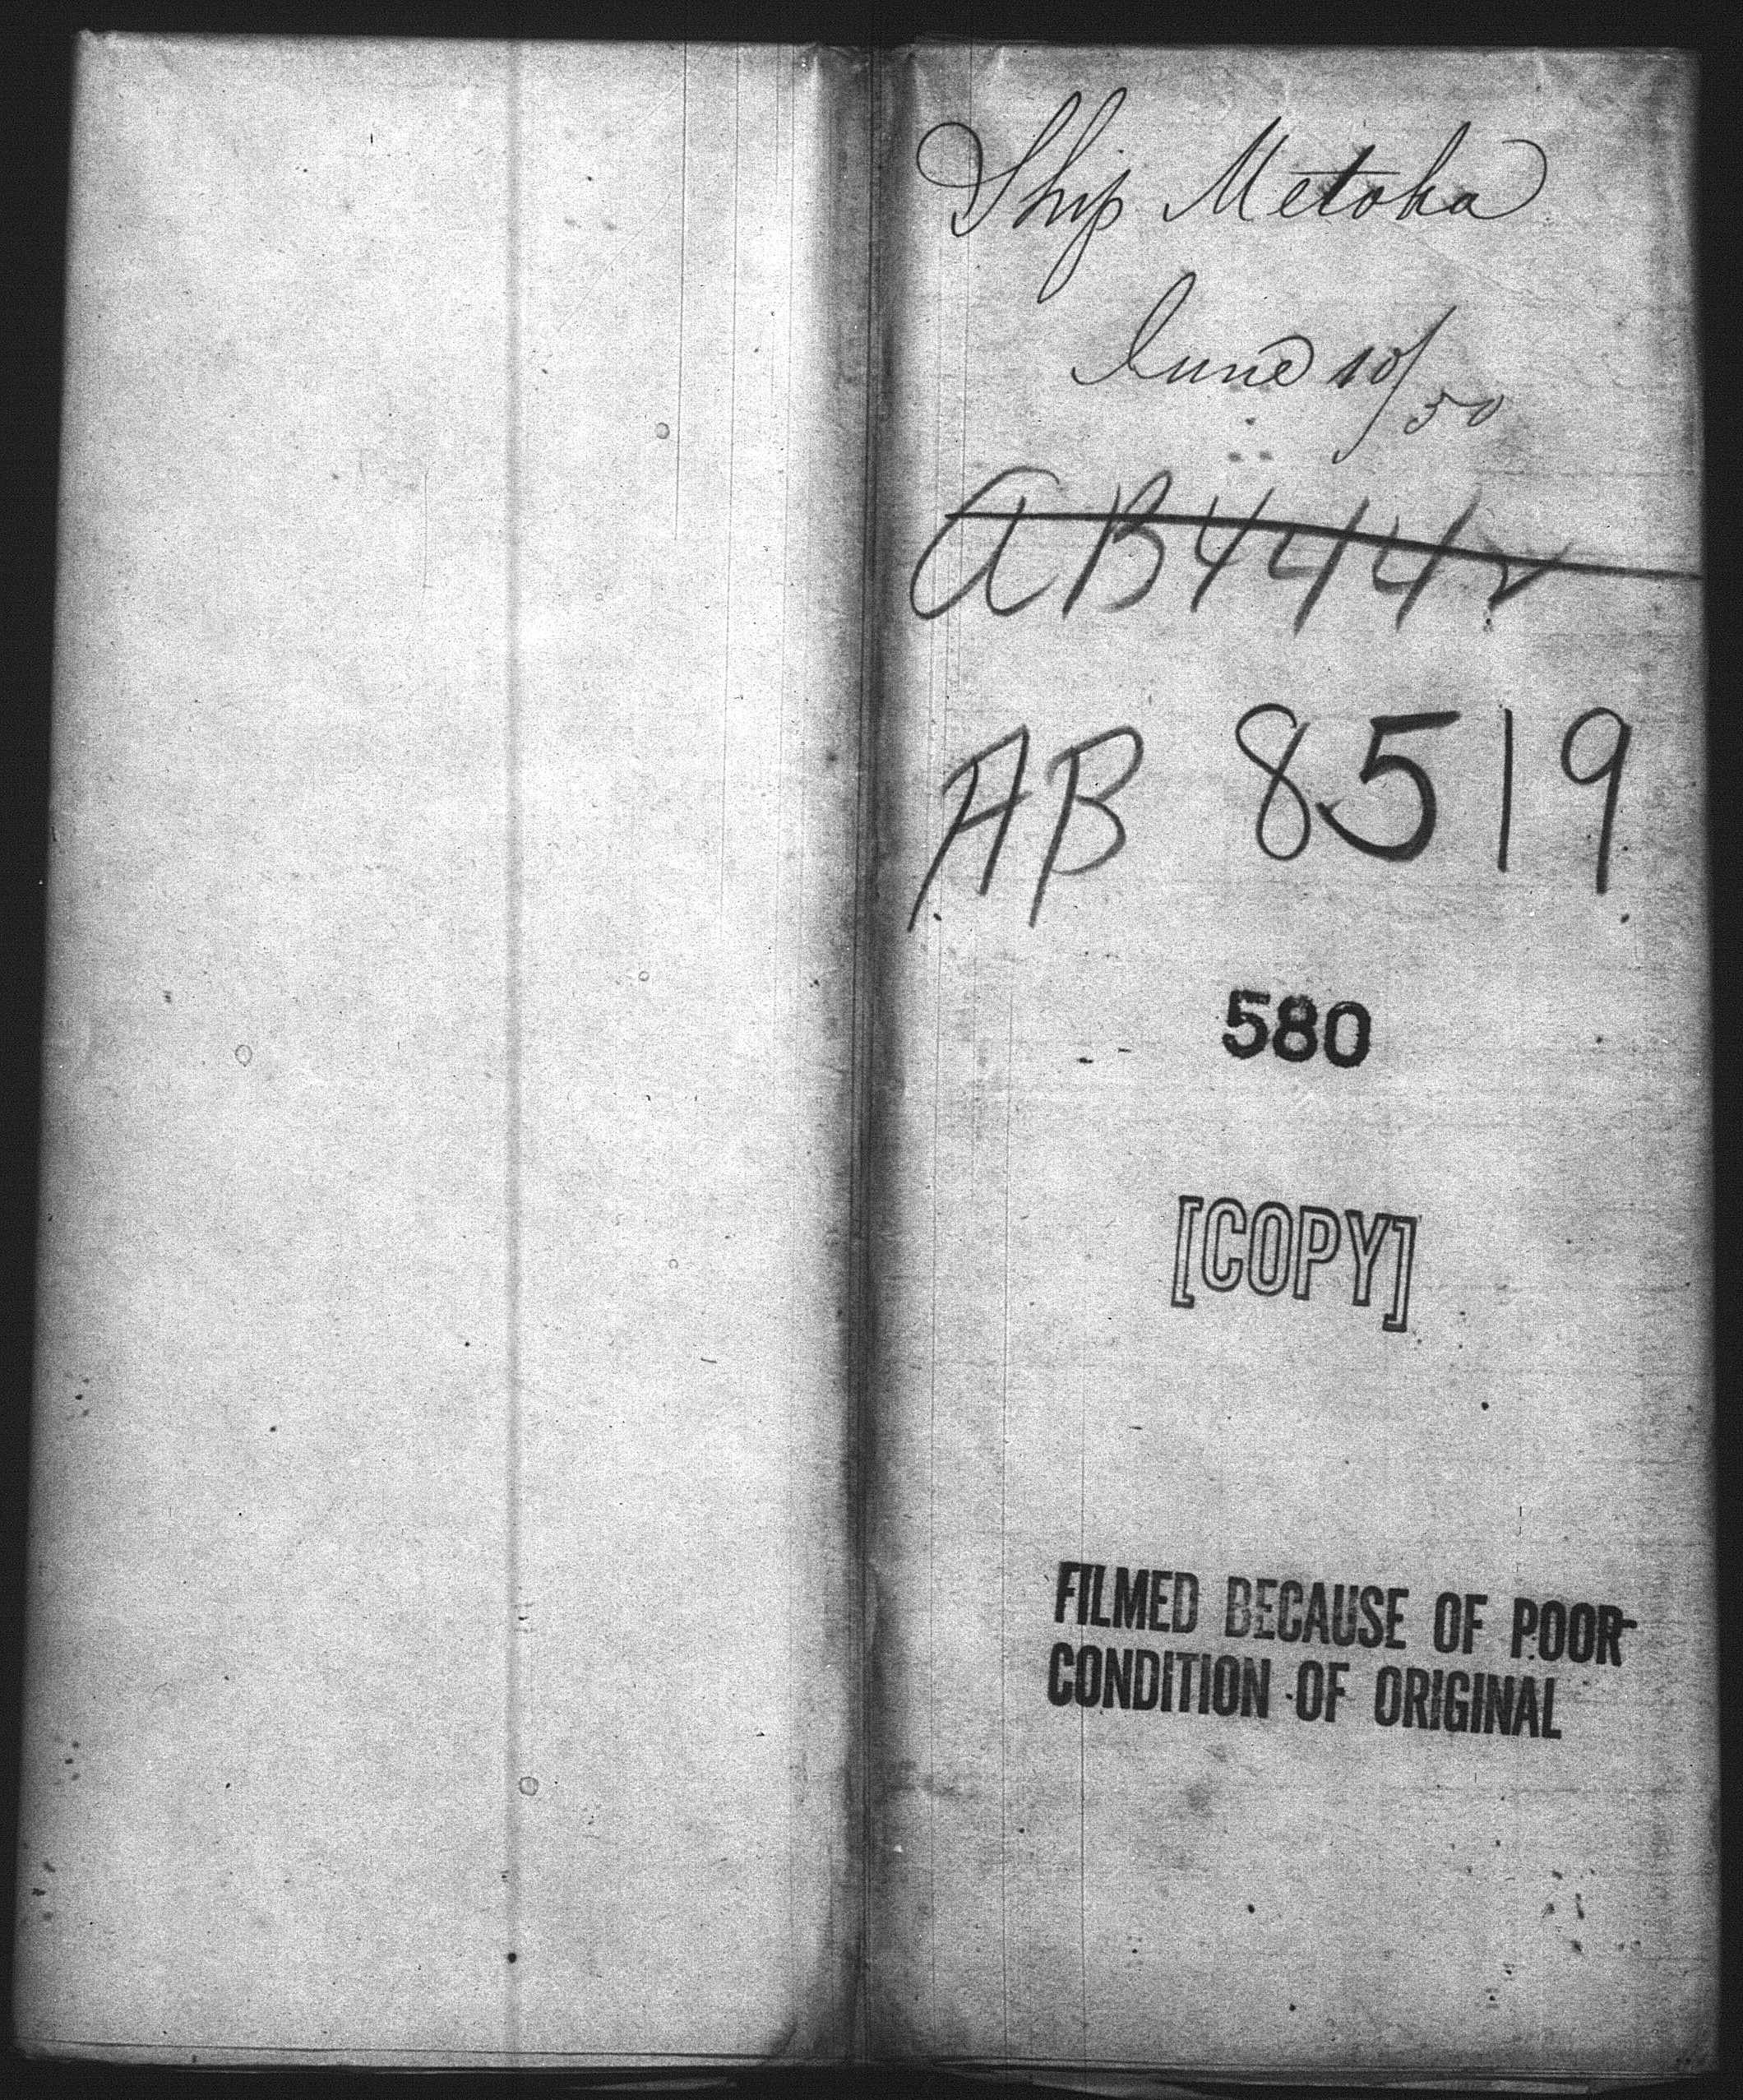 Ship Metoka
June 10/50
AB444
AB 8519
580
[COPY]
FILMED BECAUSE OF POOR
CONDITION OF ORIGINAL